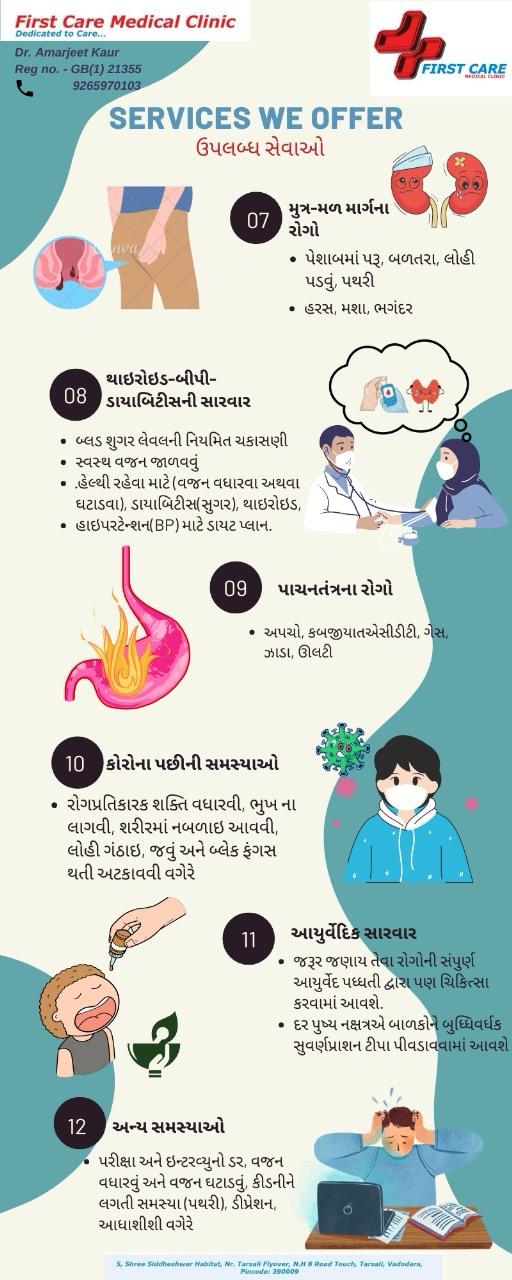 First Care Medical Clinic
Dedicated to Care...
Dr. Amarjeet Kaur
Reg no. - GB(1) 21355
9265970103
FIRST CARE
MEDICAL CLINIC
SERVICES WE OFFER
ઉપલબ્ધ સેવાઓ
07
મુત્ર-મળ માર્ગના
રોગો
• પેશાબમાં પરૂ, બળતરા, લોહી
પડવું, પથરી
• હરસ, મશા, ભગંદર
08
થાઇરોઇડ-બીપી-
ડાયાબિટીસની સારવાર
• બ્લડ શુગર લેવલની નિયમિત ચકાસણી
• સ્વસ્થ વજન જાળવવું
• .હેલ્થી રહેવા માટે (વજન વધારવા અથવા
ઘટાડવા), ડાયાબિટીસ(સુગર), થાઇરોઇડ,
• હાઇપરટેન્શન(BP) માટે ડાયટ પ્લાન.
09
પાચનતંત્રના રોગો
• અપચો, કબજીયાતએસીડીટી, ગેસ,
ઝાડા, ઊલટી
10
કોરોના પછીની સમસ્યાઓ
• રોગપ્રતિકારક શક્તિ વધારવી, ભુખ ના
લાગવી, શરીરમાં નબળાઇ આવવી,
લોહી ગંઠાઇ, જવું અને બ્લેક ફંગસ
થતી અટકાવવી વગેરે
11
આયુર્વેદિક સારવાર
• જરૂર જણાય તેવા રોગોની સંપુર્ણ
આયુર્વેદ પધ્ધતી દ્વારા પણ ચિકિત્સા
કરવામાં આવશે.
• દર પુષ્ય નક્ષત્રએ બાળકોને બુધ્ધિવર્ધક
સુવર્ણપ્રાશન ટીપા પીવડાવવામાં આવશે
12
અન્ય સમસ્યાઓ
• પરીક્ષા અને ઇન્ટરવ્યુનો ડર, વજન
વધારવું અને વજન ઘટાડવું, કીડનીને
લગતી સમસ્યા (પથરી), ડીપ્રેશન,
આધાશીશી વગેરે
5, Shree Siddheshwar Habitat, Nr. Tarsali Flyover, N.H 8 Road Touch, Tarsali, Vadodara,
Pincode: 390009